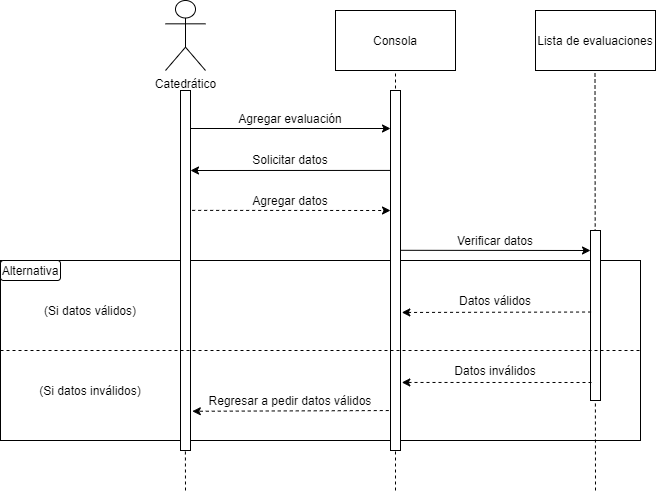 Catedrático
Consola
Lista de evaluaciones
Agregar evaluación
Solicitar datos
Agregar datos
Verificar datos
Alternativa
(Si datos válidos)
Datos válidos
Datos inválidos
(Si datos inválidos)
Regresar a pedir datos válidos